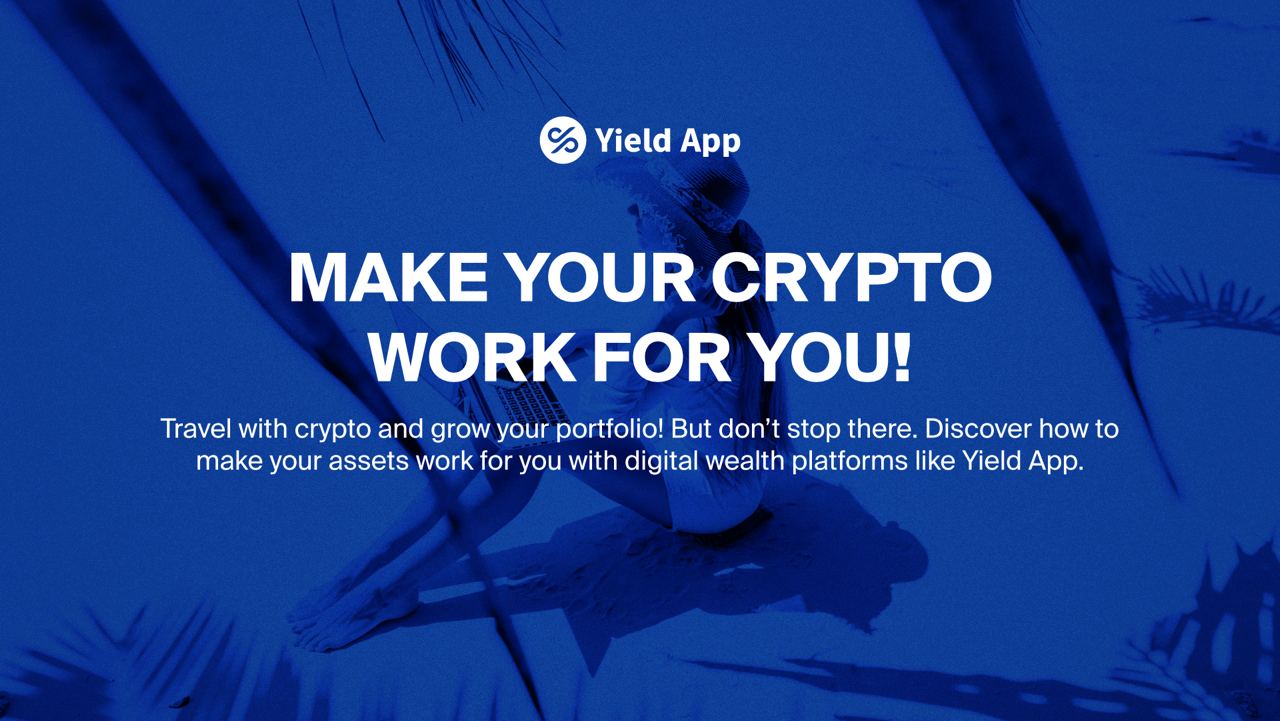 Yield App
MAKE YOUR CRYPTO
WORK FOR YOU!
Travel with crypto and grow your portfolio! But don’t stop there. Discover how to
make your assets work for you with digital wealth platforms like Yield App.